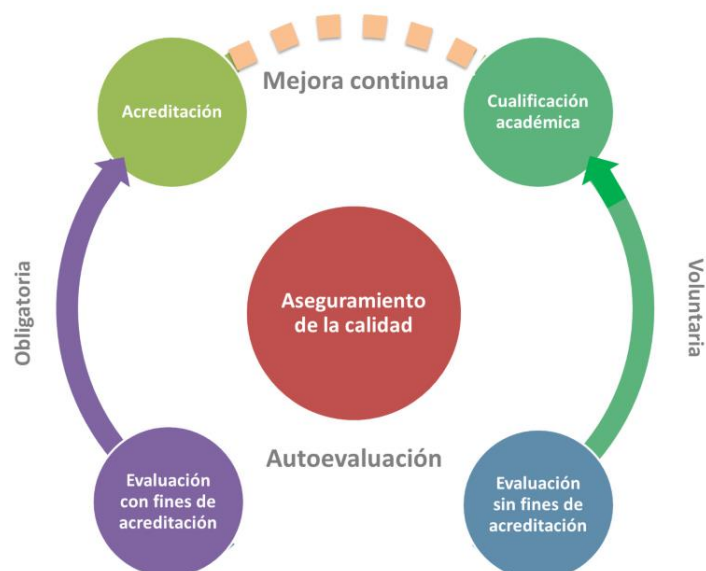 Mejora continua
Acreditación
Cualificación
académica
Obligatoria
Aseguramiento
de la calidad
Voluntaria
Autoevaluación
Evaluación
con fines de
acreditación
Evaluación
sin fines de
acreditación